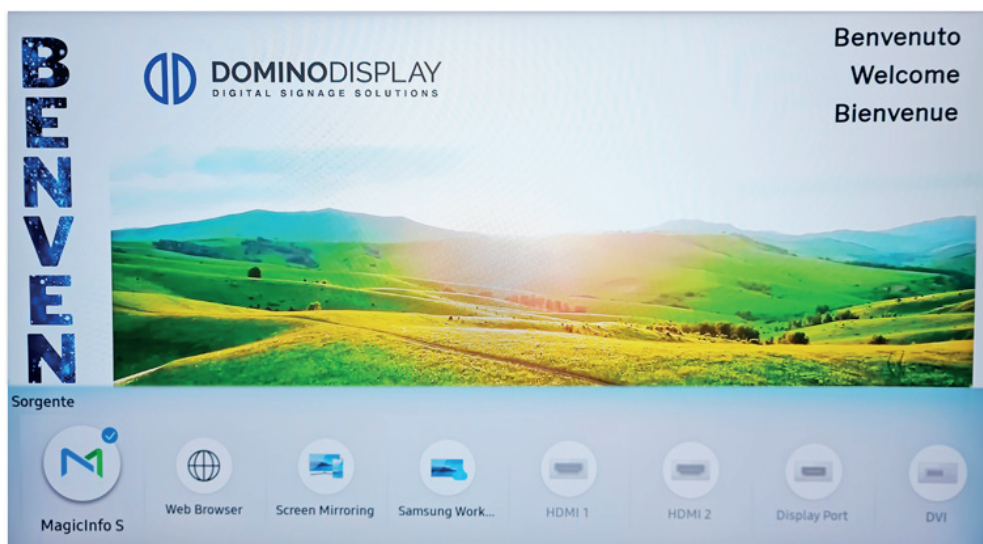 BENVEN
DOMINODISPLAY
DIGITAL SIGNAGE SOLUTIONS
Benvenuto
Welcome
Bienvenue
Sorgente
MagicInfo S
Web Browser
Screen Mirroring
Samsung Work...
HDMI 1
HDMI 2
Display Port
DVI